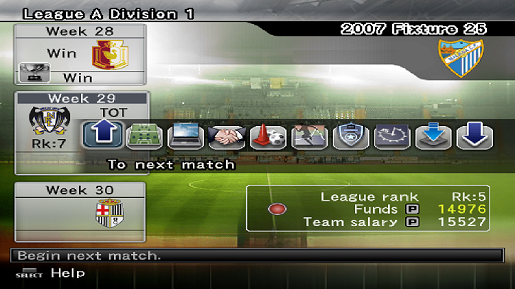 League A Division 1
2007 Fixture 25
Week 28
Win
Win
Week 29
TOT
Rk:7
To next match
Week 30
League rank Rk:5
Funds P 14976
Team salary P 15527
Begin next match.
SELECT Help